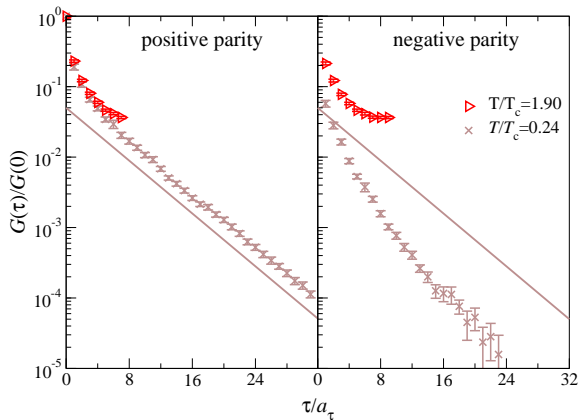 positive parity
negative parity
10^0
10^-1
10^-2
10^-3
10^-4
10^-5
G(τ)/G(0)
T/T_c=1.90
T/T_c=0.24
0 8 16 24 0 8 16 24 32
τ/a_τ